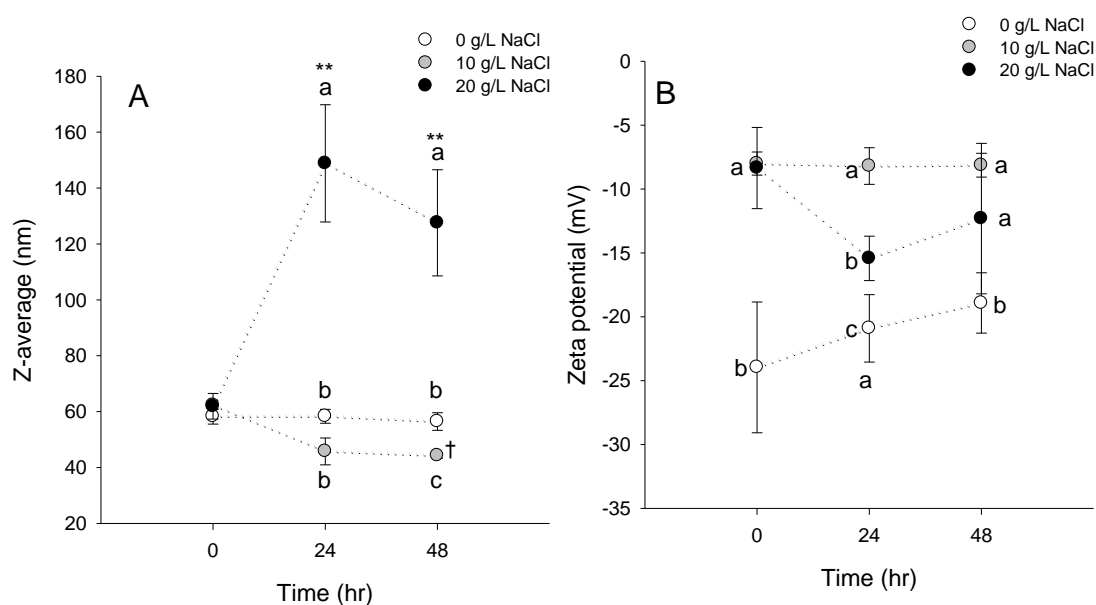 0 g/L NaCl
10 g/L NaCl
20 g/L NaCl
A
Z-average (nm)
180
160
140
120
100
80
60
40
20
**
a
**
a
b
b
†
b
c
0
24
48
Time (hr)
0 g/L NaCl
10 g/L NaCl
20 g/L NaCl
B
Zeta potential (mV)
0
-5
-10
-15
-20
-25
-30
-35
a
a
a
b
a
b
c
b
a
0
24
48
Time (hr)